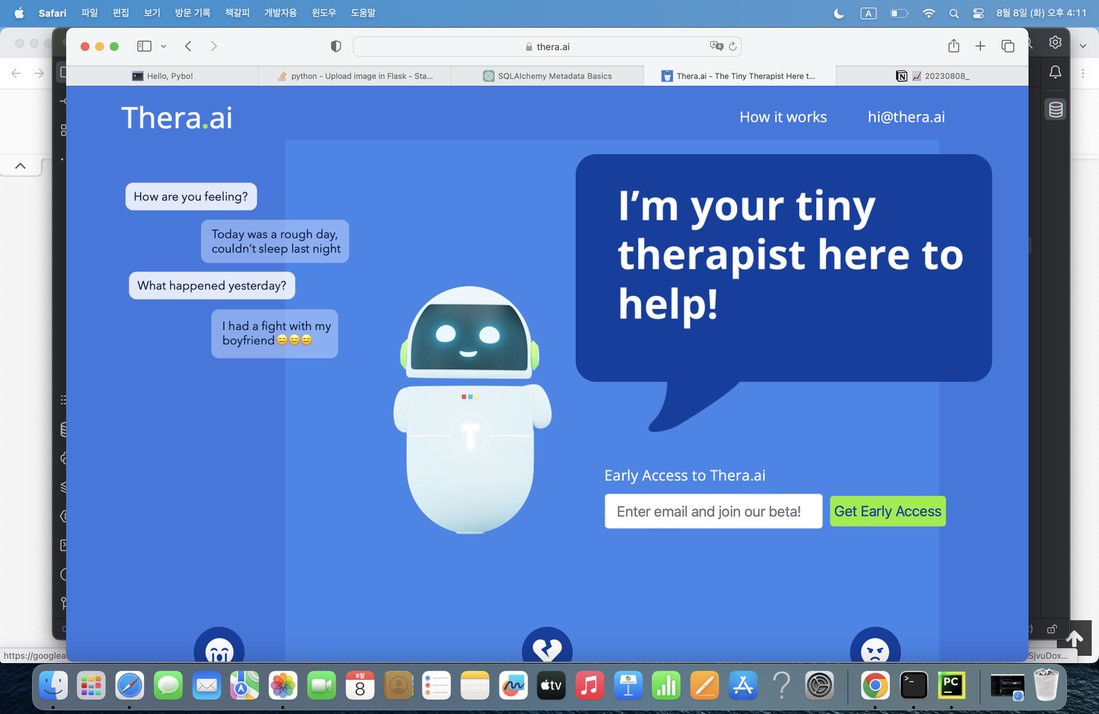 Safari 파일 편집 보기 방문 기록 책갈피 개발자용 윈도우 도움말
A
8월 8일 (화) 오후 4:11
thera.ai
Hello, Pybo!
python - Upload image in Flask - Sta...
SQLAlchemy Metadata Basics
Thera.ai - The Tiny Therapist Here t...
20230808_
Thera.ai
How it works
hi@thera.ai
How are you feeling?
Today was a rough day,
couldn't sleep last night
What happened yesterday?
I had a fight with my
boyfriend😑😑😑
I'm your tiny
therapist here to
help!
T
Early Access to Thera.ai
Enter email and join our beta!
Get Early Access
https://googlea
SjvuDox...
8월
8
tv
PC